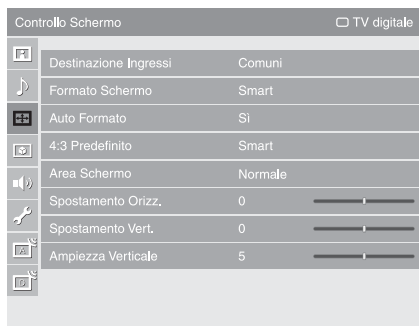 Controllo Schermo TV digitale
Destinazione Ingressi Comuni
Formato Schermo Smart
Auto Formato Sì
4:3 Predefinito Smart
Area Schermo Normale
Spostamento Orizz. 0
Spostamento Vert. 0
Ampiezza Verticale 5
A